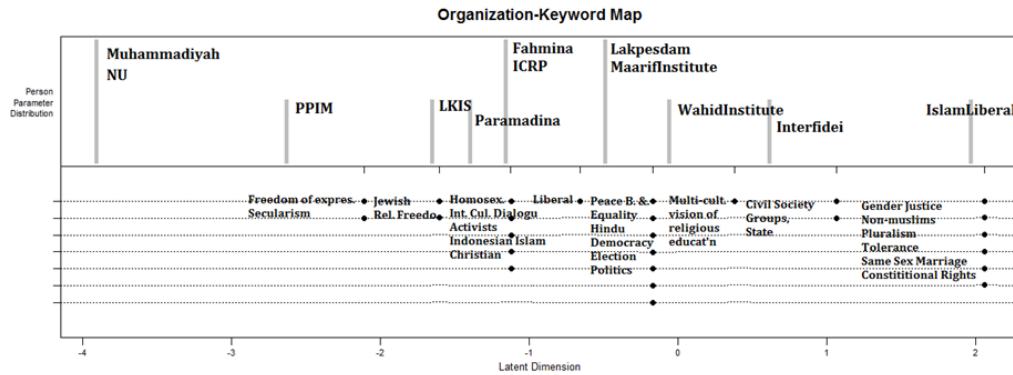 Organization-Keyword Map
Person
Parameter
Distribution
Muhammadiyah
NU
PPIM
LKIS
Paramadina
Fahmina
ICRP
Lakpesdam
MaarifInstitute
WahidInstitute
Interfidei
IslamLiberal
Freedom of expres.
Secularism
Jewish
Rel. Freedo
Homosex.
Int. Cul. Dialogu
Activists
Indonesian Islam
Christian
Liberal
Peace B. &
Equality
Hindu
Democracy
Election
Politics
Multi-cult.
vision of
religious
educat'n
Civil Society
Groups,
State
Gender Justice
Non-muslims
Pluralism
Tolerance
Same Sex Marriage
Constititional Rights
-4 -3 -2 -1 0 1 2
Latent Dimension